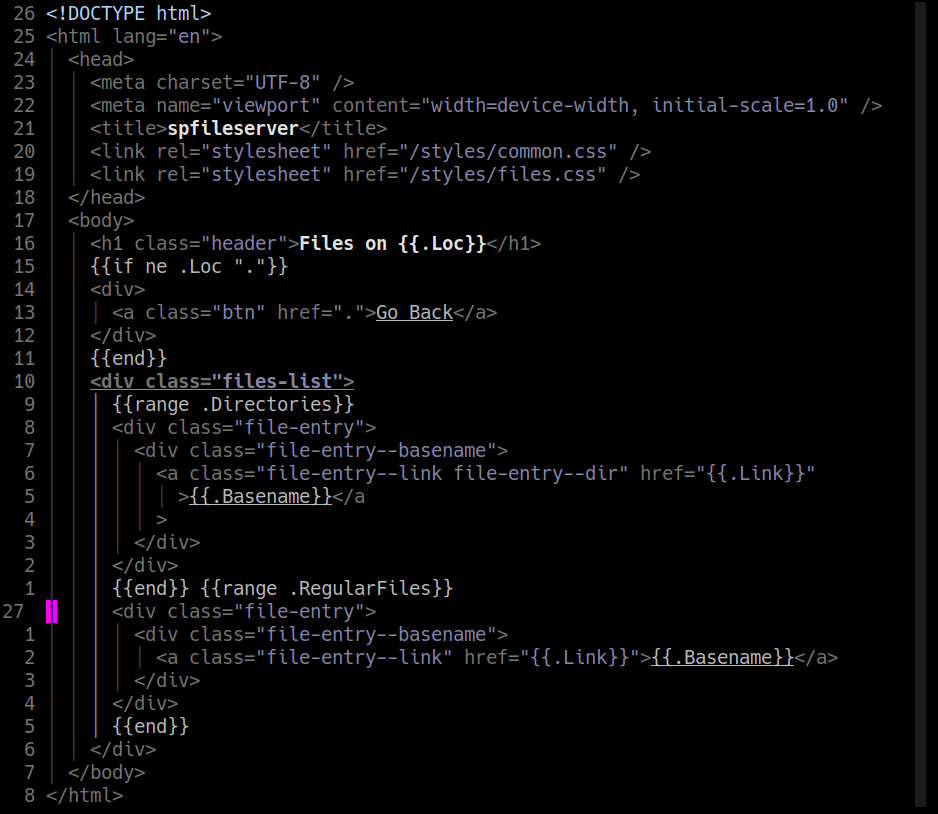 26 <!DOCTYPE html>
25 <html lang="en">
24   <head>
23     <meta charset="UTF-8" />
22     <meta name="viewport" content="width=device-width, initial-scale=1.0" />
21     <title>spfileserver</title>
20     <link rel="stylesheet" href="/styles/common.css" />
19     <link rel="stylesheet" href="/styles/files.css" />
18   </head>
17   <body>
16     <h1 class="header">Files on {{.Loc}}</h1>
15     {{if ne .Loc "."}}
14     <div>
13       <a class="btn" href=".">Go Back</a>
12     </div>
11     {{end}}
10     <div class="files-list">
9       {{range .Directories}}
8       <div class="file-entry">
7         <div class="file-entry--basename">
6           <a class="file-entry--link file-entry--dir" href="{{.Link}}"
5             >{{.Basename}}</a
4           >
3         </div>
2       </div>
1       {{end}} {{range .RegularFiles}}
27       <div class="file-entry">
1         <div class="file-entry--basename">
2           <a class="file-entry--link" href="{{.Link}}">{{.Basename}}</a>
3         </div>
4       </div>
5       {{end}}
6     </div>
7   </body>
8 </html>